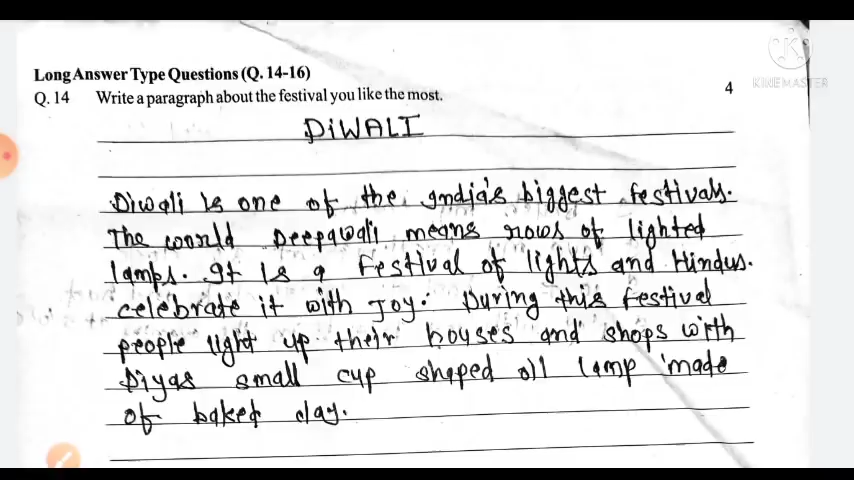 KINEMASTER
Long Answer Type Questions (Q. 14-16)
Q. 14 Write a paragraph about the festival you like the most. 4
DiWALI
Diwali is one of the India's biggest festivals.
The world Deepawali means rows of lighted
lamps. It is a festival of lights and Hindus.
celebrate it with Joy. During this festival
people light up their houses and shops with
Diyas small cup shaped oil lamp made
of baked clay.